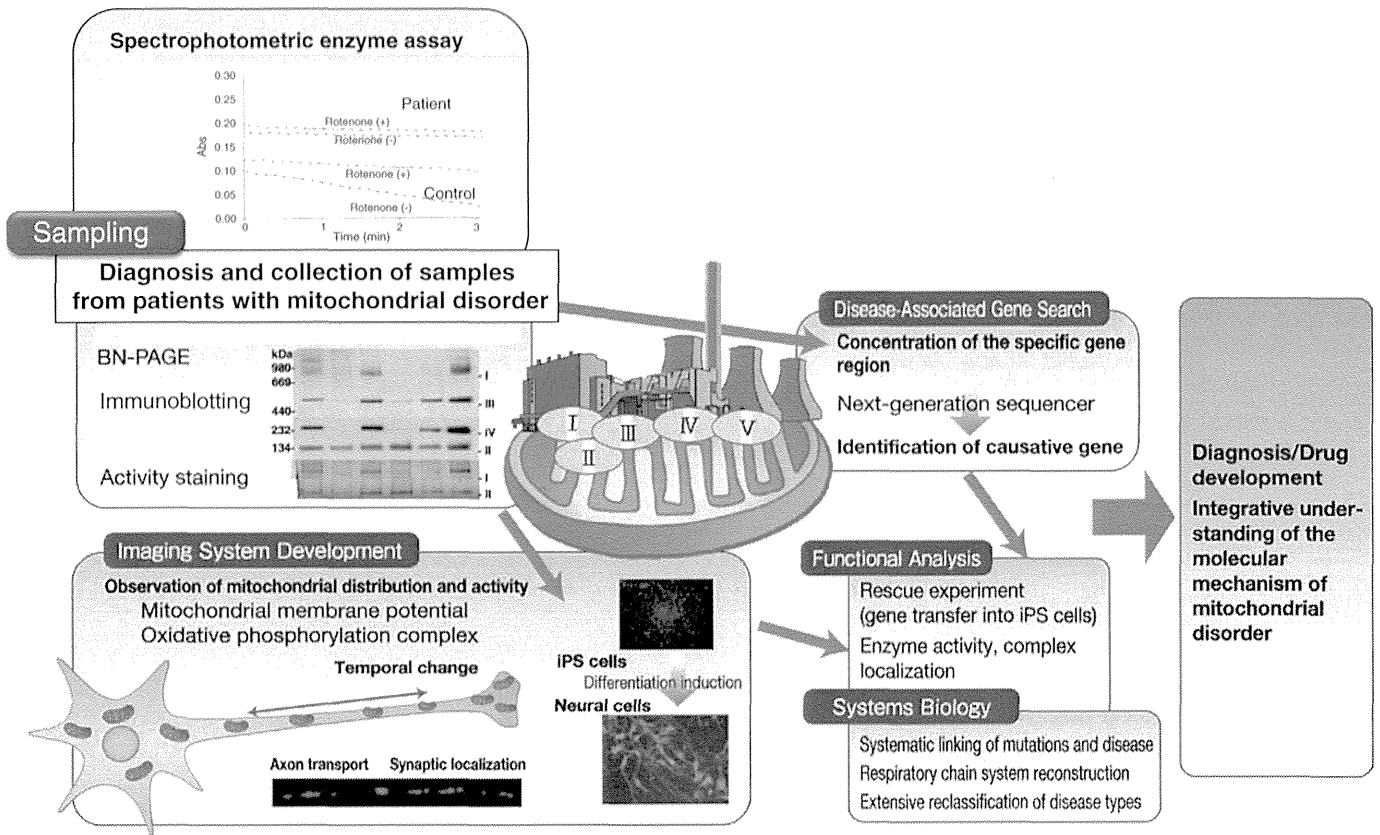 Spectrophotometric enzyme assay
0.30
0.25
0.20
0.15
0.10
0.05
0.00
Abs
Patient
Rotenone (+)
Rotenone (-)
Rotenone (+)
Control
Rotenone (-)
0
1
2
3
Time (min)
Sampling
Diagnosis and collection of samples
from patients with mitochondrial disorder
BN-PAGE
Immunoblotting
Activity staining
kDa
980
669
440
232
134
I
III
IV
II
I
II
I
II
III
IV
V
Disease-Associated Gene Search
Concentration of the specific gene
region
Next-generation sequencer
Identification of causative gene
Imaging System Development
Observation of mitochondrial distribution and activity
Mitochondrial membrane potential
Oxidative phosphorylation complex
Temporal change
iPS cells
Differentiation induction
Neural cells
Axon transport
Synaptic localization
Functional Analysis
Rescue experiment
(gene transfer into iPS cells)
Enzyme activity, complex
localization
Systems Biology
Systematic linking of mutations and disease
Respiratory chain system reconstruction
Extensive reclassification of disease types
Diagnosis/Drug
development
Integrative under-
standing of the
molecular
mechanism of
mitochondrial
disorder